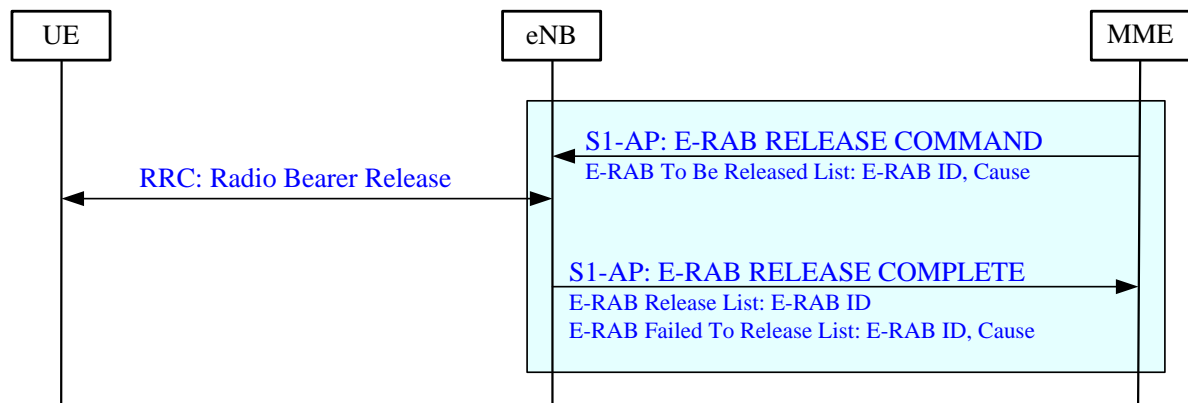 UE
eNB
MME
S1-AP: E-RAB RELEASE COMMAND
E-RAB To Be Released List: E-RAB ID, Cause
RRC: Radio Bearer Release
S1-AP: E-RAB RELEASE COMPLETE
E-RAB Release List: E-RAB ID
E-RAB Failed To Release List: E-RAB ID, Cause